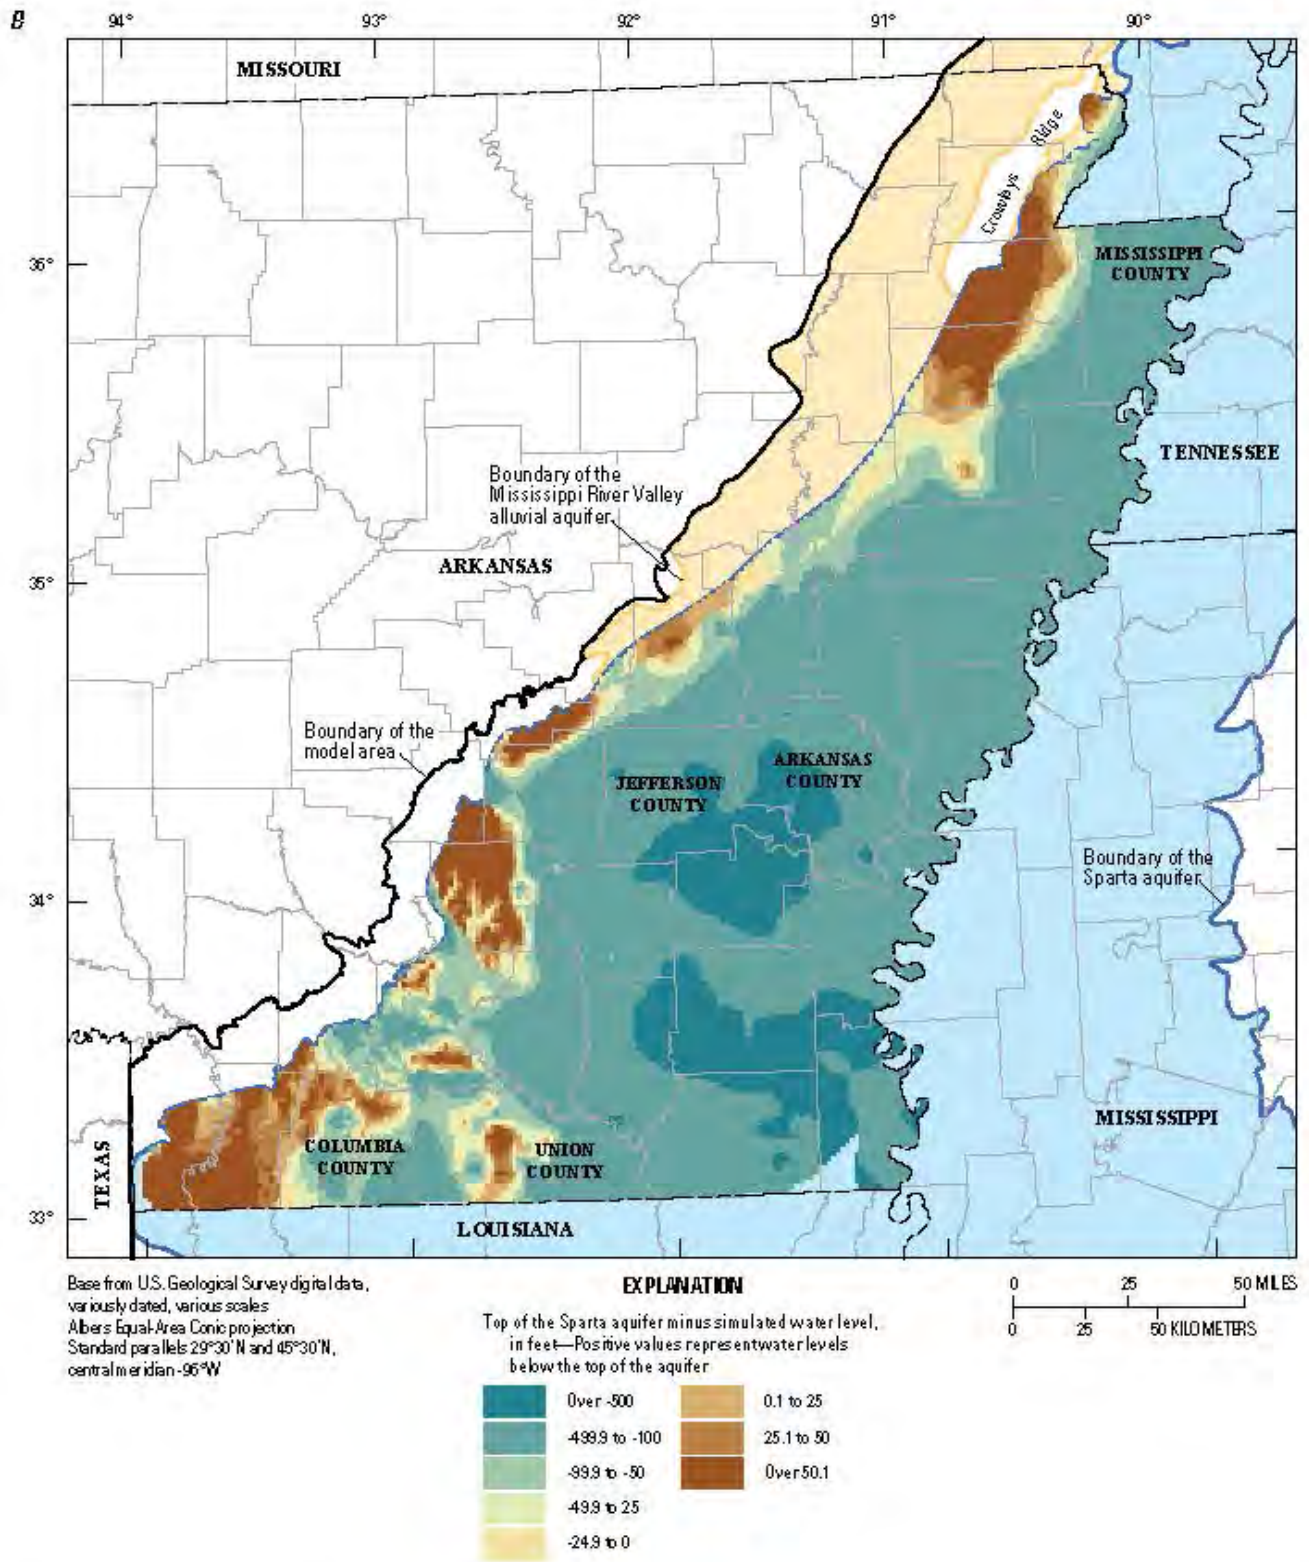 B
94°
93°
92°
91°
90°
MISSOURI
Crowleys
Ridge
36°
MISSISSIPPI
COUNTY
TENNESSEE
Boundary of the
Mississippi River Valley
alluvial aquifer
ARKANSAS
35°
Boundary of the
model area
JEFFERSON
COUNTY
ARKANSAS
COUNTY
Boundary of the
Sparta aquifer
34°
MISSISSIPPI
COLUMBIA
COUNTY
UNION
COUNTY
TEXAS
33°
LOUISIANA
Base from U.S. Geological Survey digital data,
variously dated, various scales
Albers Equal-Area Conic projection
Standard parallels 29°30'N and 45°30'N,
central meridian -96°W
EXPLANATION
Top of the Sparta aquifer minus simulated water level,
in feet—Positive values represent water levels
below the top of the aquifer
Over -500
-499.9 to -100
-99.9 to -50
-49.9 to 25
-24.9 to 0
0.1 to 25
25.1 to 50
Over 50.1
0 25 50 MILES
0 25 50 KILOMETERS